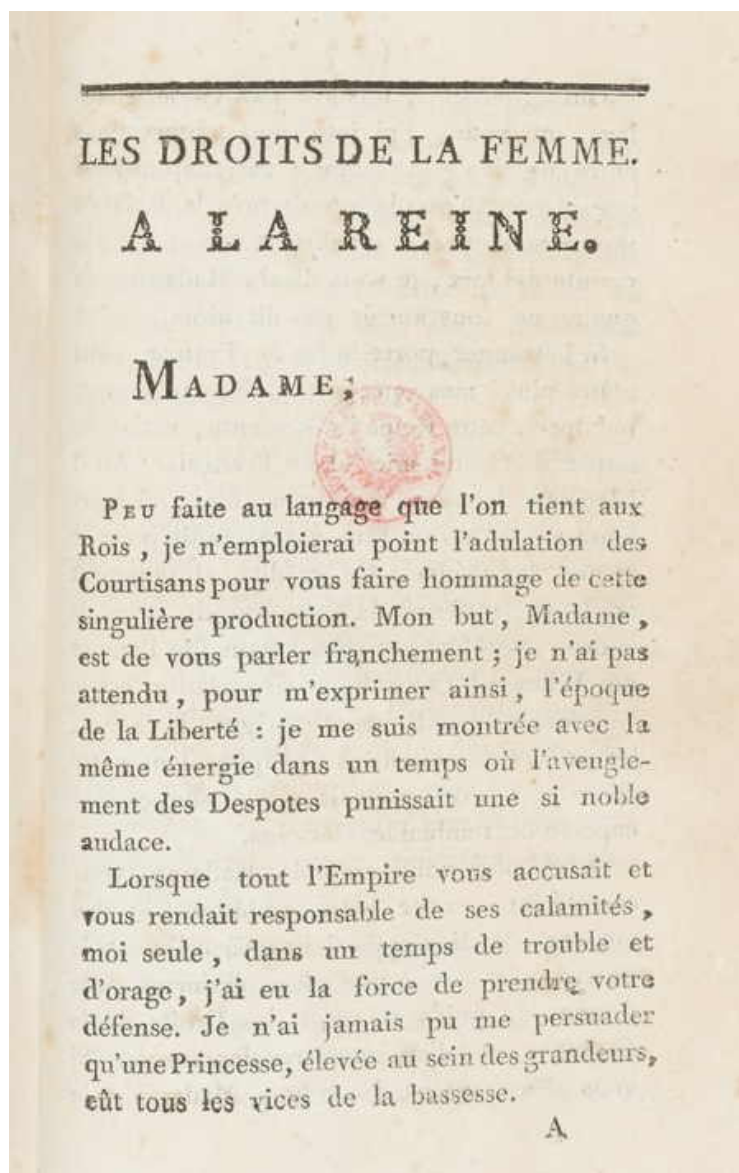 LES DROITS DE LA FEMME.
A LA REINE.
MADAME;
PEU faite au langage que l'on tient aux
Rois, je n'emploierai point l'adulation des
Courtisans pour vous faire hommage de cette
singulière production. Mon but, Madame,
est de vous parler franchement; je n'ai pas
attendu, pour m'exprimer ainsi, l'époque
de la Liberté : je me suis montrée avec la
même énergie dans un temps où l'aveugle-
ment des Despotes punissait une si noble
audace.
Lorsque tout l'Empire vous accusait et
vous rendait responsable de ses calamités,
moi seule, dans un temps de trouble et
d'orage, j'ai eu la force de prendre votre
défense. Je n'ai jamais pu me persuader
qu'une Princesse, élevée au sein des grandeurs,
eût tous les vices de la bassesse.
A